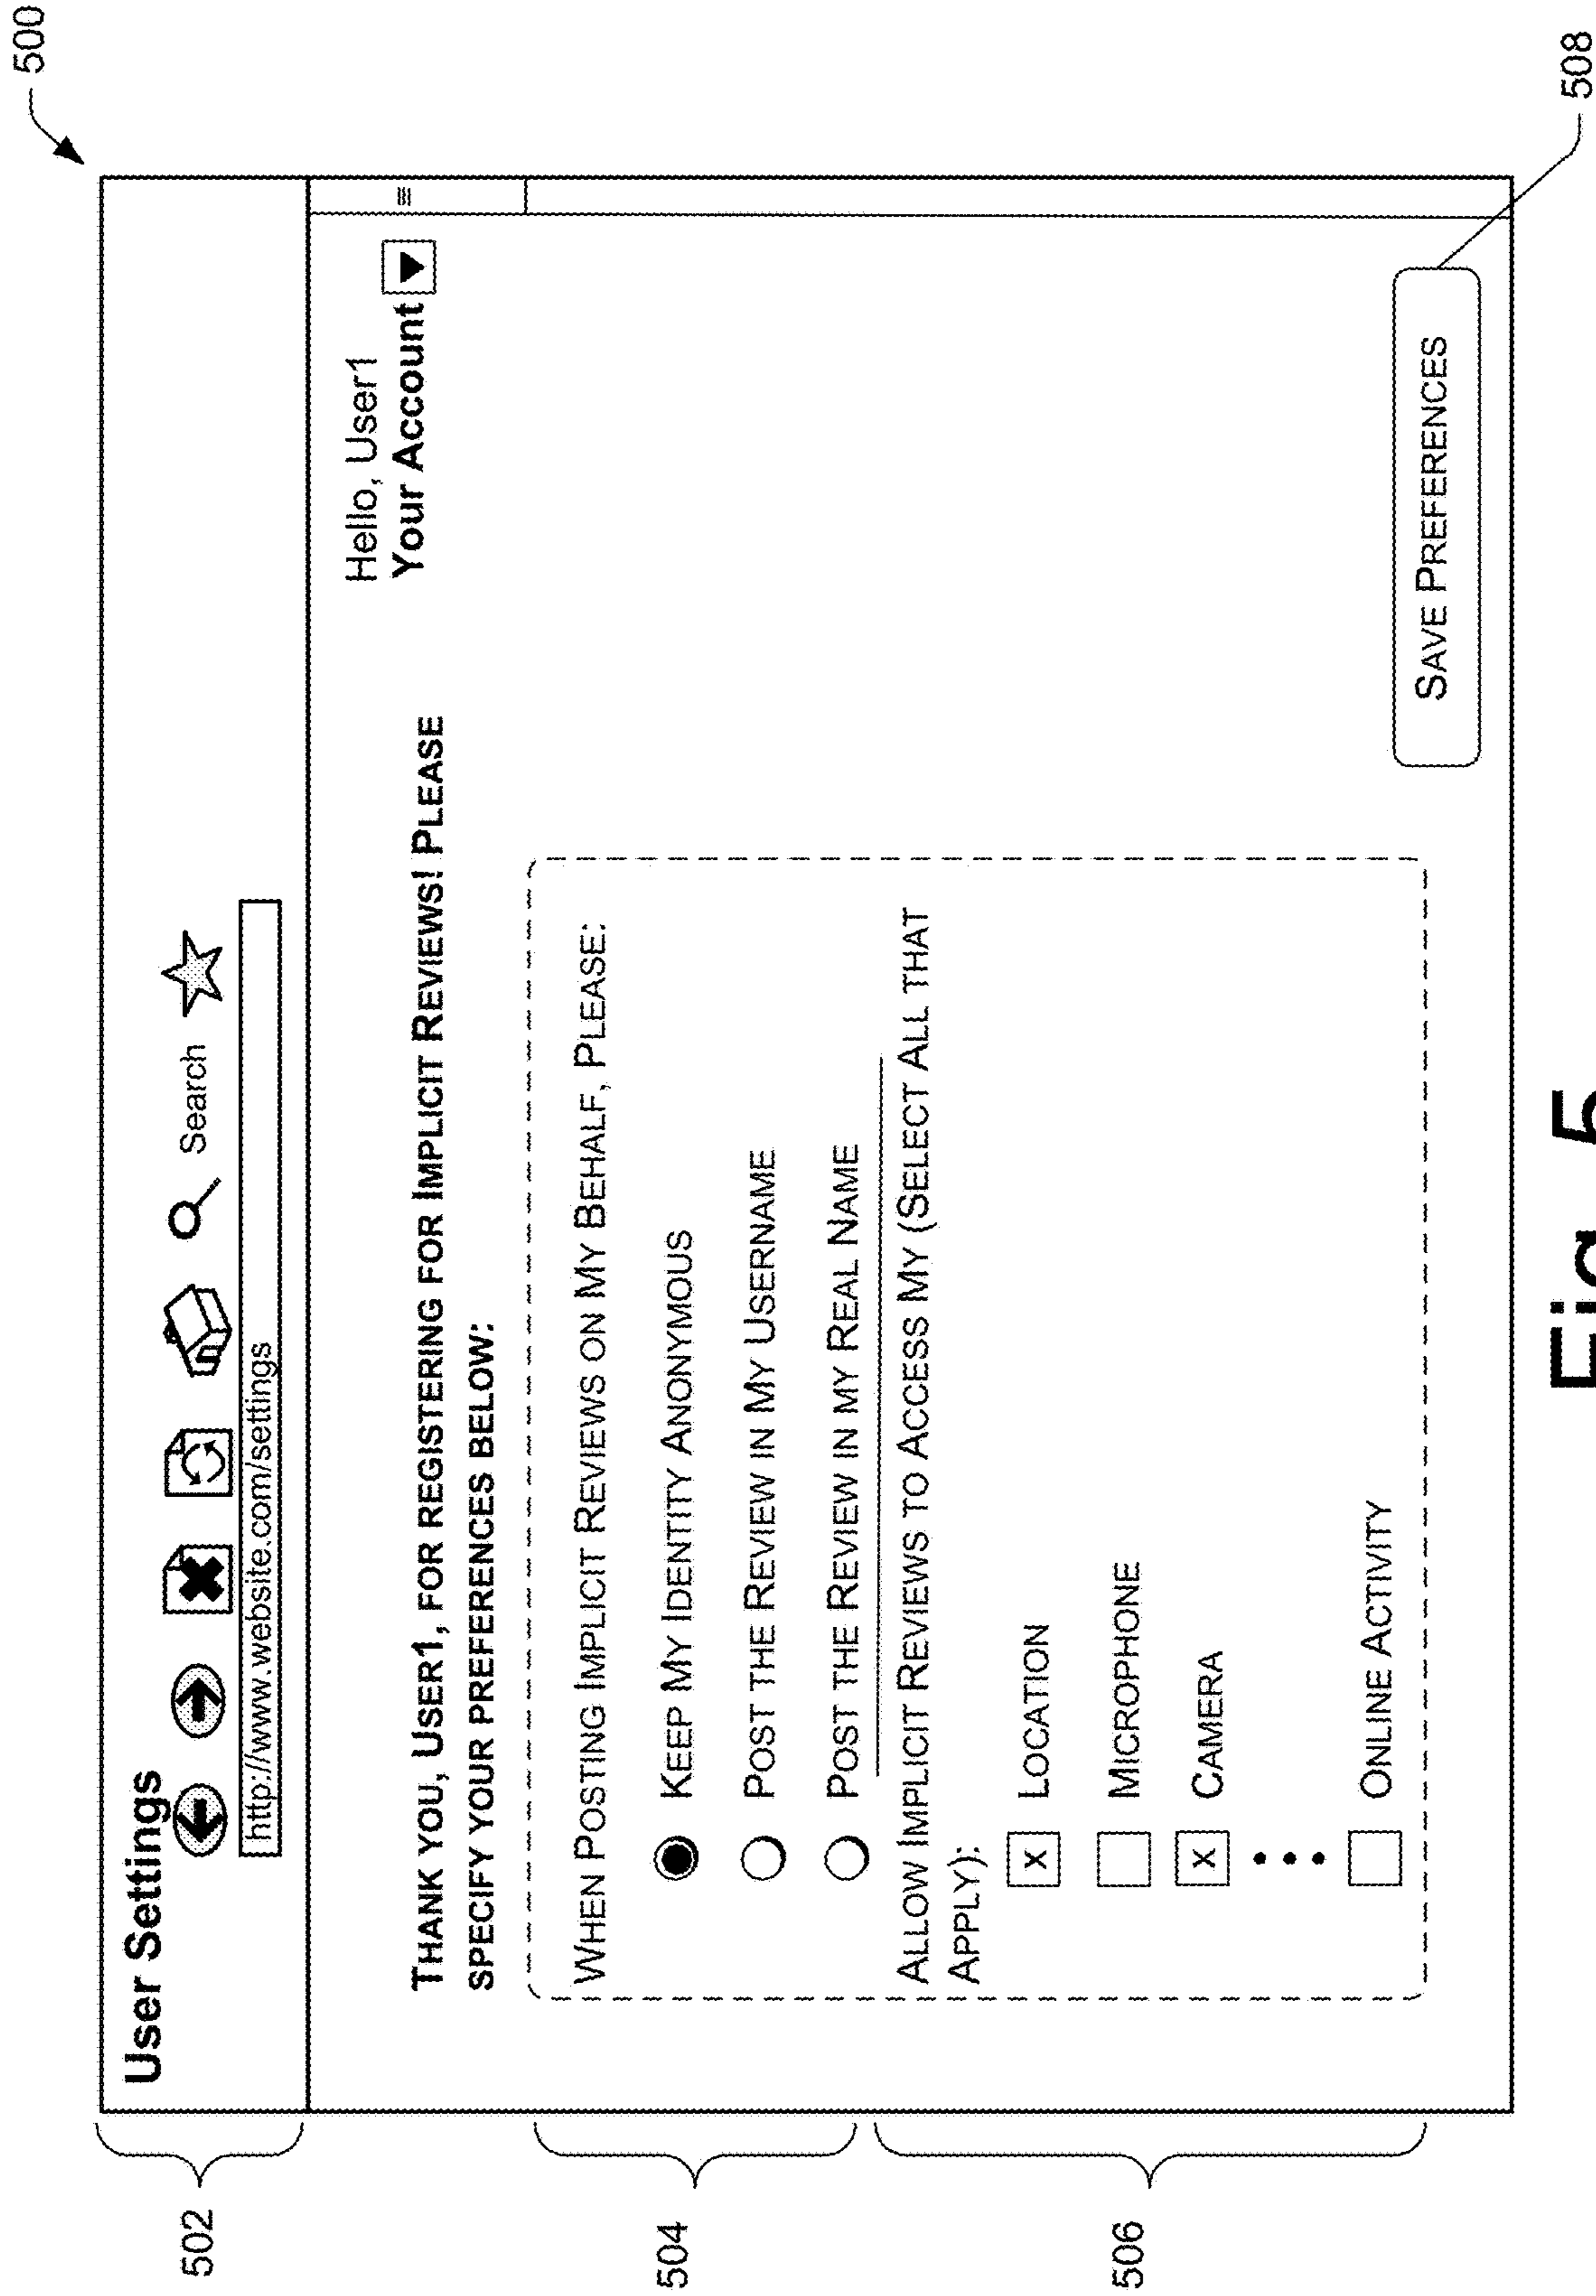 500
502
User Settings
Search
http://www.website.com/settings
Hello, User1
Your Account
THANK YOU, USER1, FOR REGISTERING FOR IMPLICIT REVIEWS! PLEASE
SPECIFY YOUR PREFERENCES BELOW:
504
WHEN POSTING IMPLICIT REVIEWS ON MY BEHALF, PLEASE:
KEEP MY IDENTITY ANONYMOUS
POST THE REVIEW IN MY USERNAME
POST THE REVIEW IN MY REAL NAME
506
ALLOW IMPLICIT REVIEWS TO ACCESS MY (SELECT ALL THAT
APPLY):
x LOCATION
MICROPHONE
x CAMERA
ONLINE ACTIVITY
SAVE PREFERENCES
508
Fig. 5